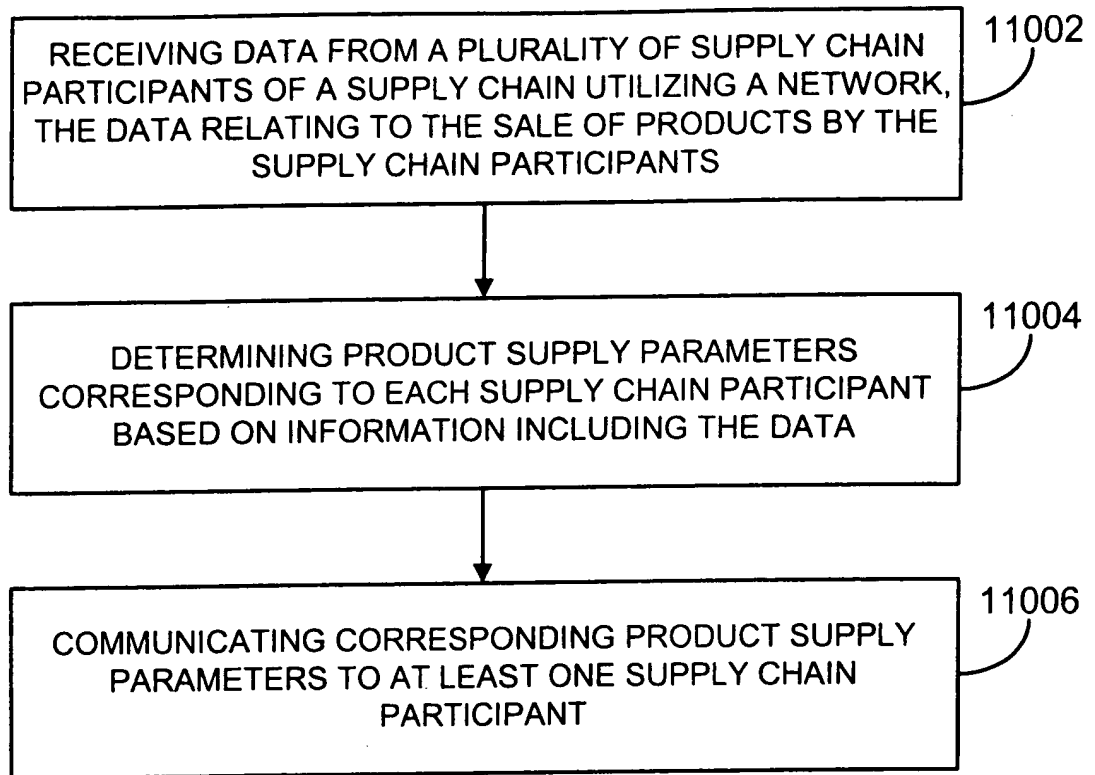 RECEIVING DATA FROM A PLURALITY OF SUPPLY CHAIN
PARTICIPANTS OF A SUPPLY CHAIN UTILIZING A NETWORK,
THE DATA RELATING TO THE SALE OF PRODUCTS BY THE
SUPPLY CHAIN PARTICIPANTS
11002
DETERMINING PRODUCT SUPPLY PARAMETERS
CORRESPONDING TO EACH SUPPLY CHAIN PARTICIPANT
BASED ON INFORMATION INCLUDING THE DATA
11004
COMMUNICATING CORRESPONDING PRODUCT SUPPLY
PARAMETERS TO AT LEAST ONE SUPPLY CHAIN
PARTICIPANT
11006